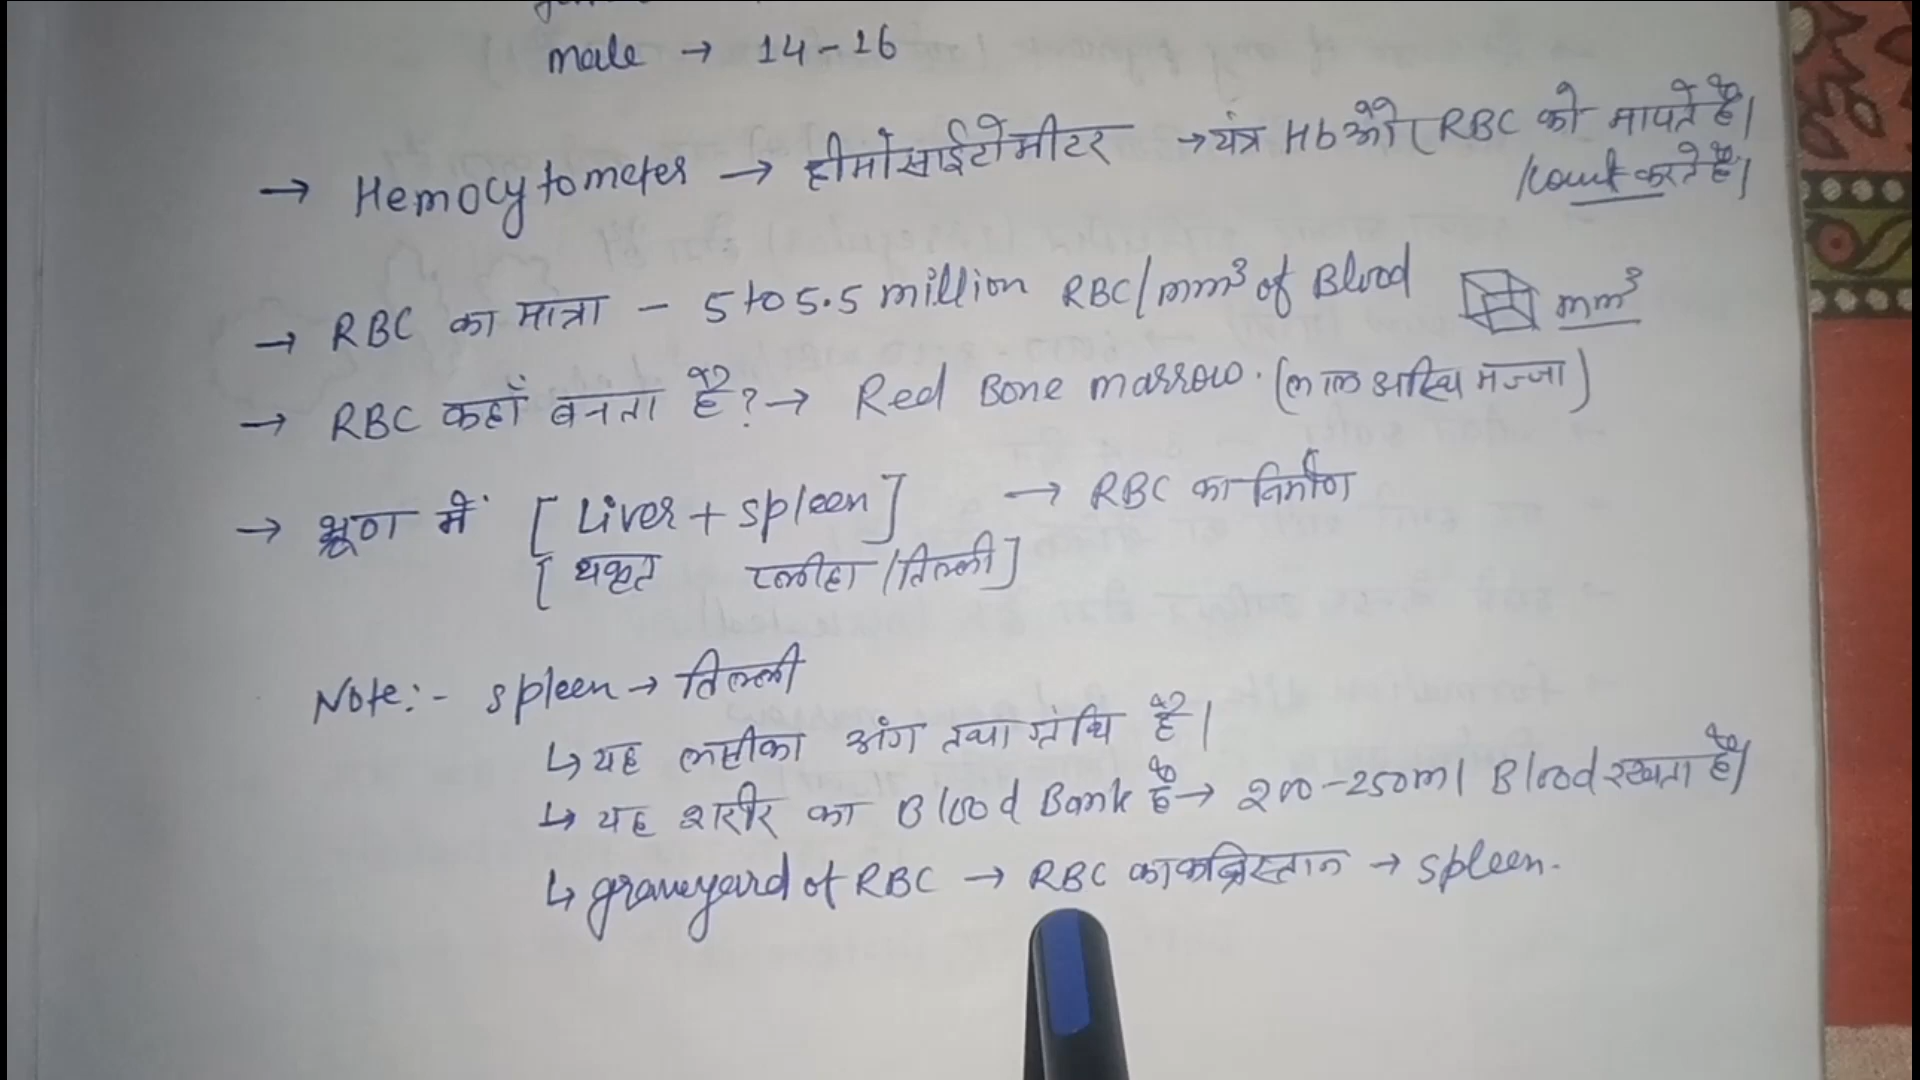 male → 14-16
→ Hemocytometer → हीमोसाईटोमीटर → यंत्र Hb और RBC को मापते है।
/count करते है।
→ RBC का मात्रा - 5 to 5.5 million RBC/mm³ of Blood mm³
→ RBC कहाँ बनता है? → Red Bone marrow. (लाल अस्थि मज्जा)
→ भ्रूण में [Liver + spleen] → RBC का निर्माण
[यकृत प्लीहा/तिल्ली]
Note:- spleen → तिल्ली
↳ यह लसीका अंग तथा ग्रंथि है।
↳ यह शरीर का Blood Bank है → 200-250ml Blood रखता है।
↳ graveyard of RBC → RBC का कब्रिस्तान → spleen.